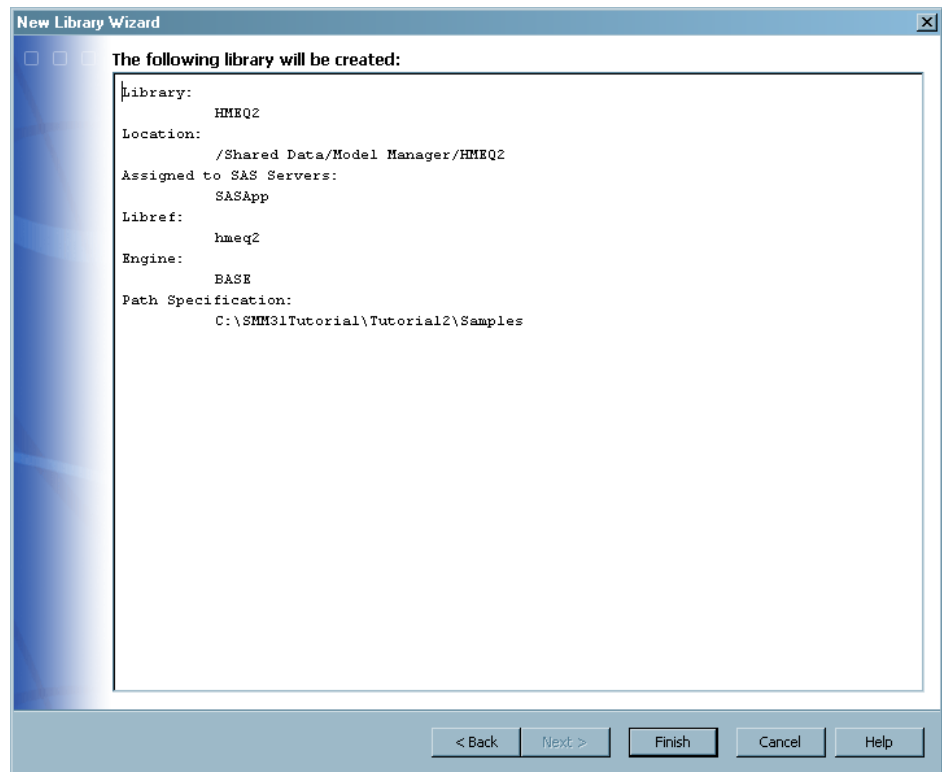 New Library Wizard
The following library will be created:
Library:
HMEQ2
Location:
/Shared Data/Model Manager/HMEQ2
Assigned to SAS Servers:
SASApp
Libref:
hmeq2
Engine:
BASE
Path Specification:
C:\SMM31Tutorial\Tutorial2\Samples
< Back Next > Finish Cancel Help